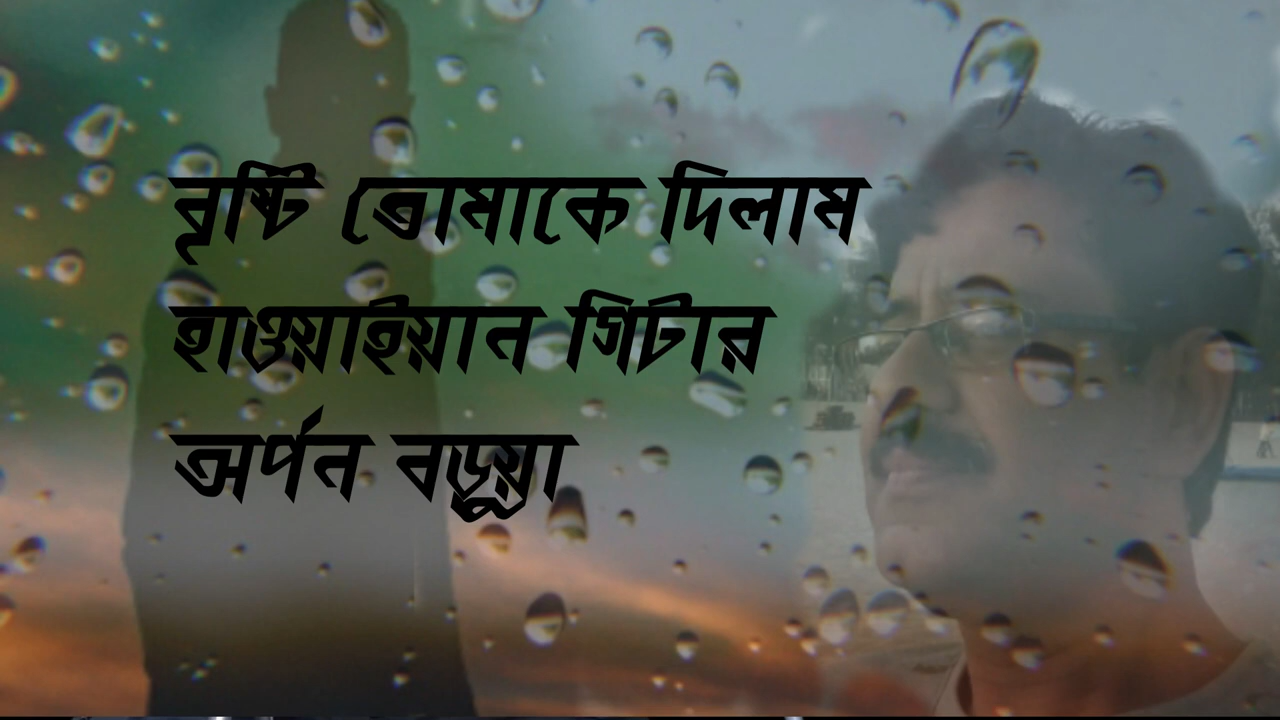 বৃষ্টি তোমাকে দিলাম
হাওয়াইয়ান গিটার
অর্পন বড়ুয়া